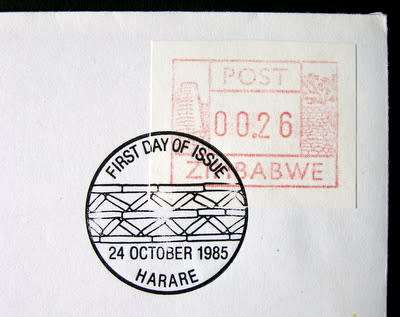 POST
00.26
ZIMBABWE
FIRST DAY OF ISSUE
24 OCTOBER 1985
HARARE